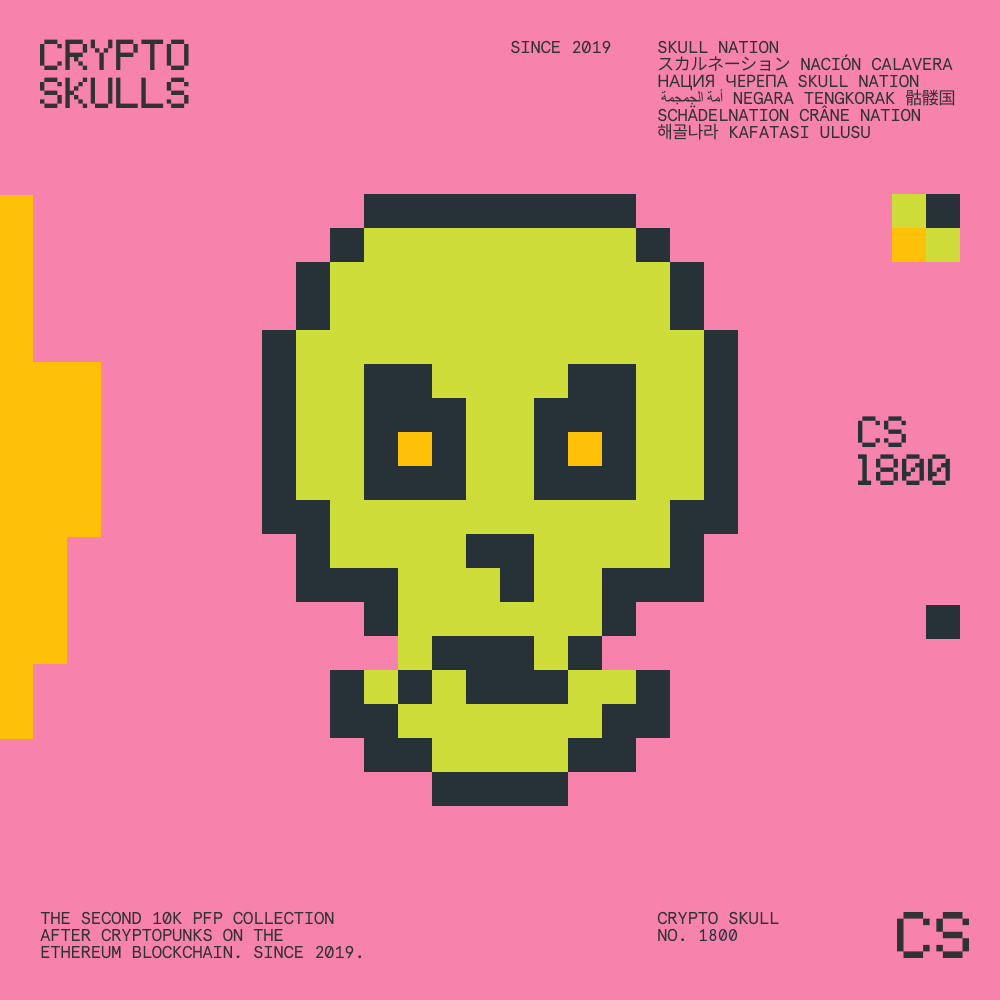 CRYPTO
SKULLS
SINCE 2019
SKULL NATION
スカルネーション NACIÓN CALAVERA
НАЦИЯ ЧЕРЕПА SKULL NATION
أمة الجمجمة NEGARA TENGKORAK 骷髅国
SCHÄDELNATION CRÂNE NATION
해골나라 KAFATASI ULUSU
CS
1800
THE SECOND 10K PFP COLLECTION
AFTER CRYPTOPUNKS ON THE
ETHEREUM BLOCKCHAIN. SINCE 2019.
CRYPTO SKULL
NO. 1800
CS